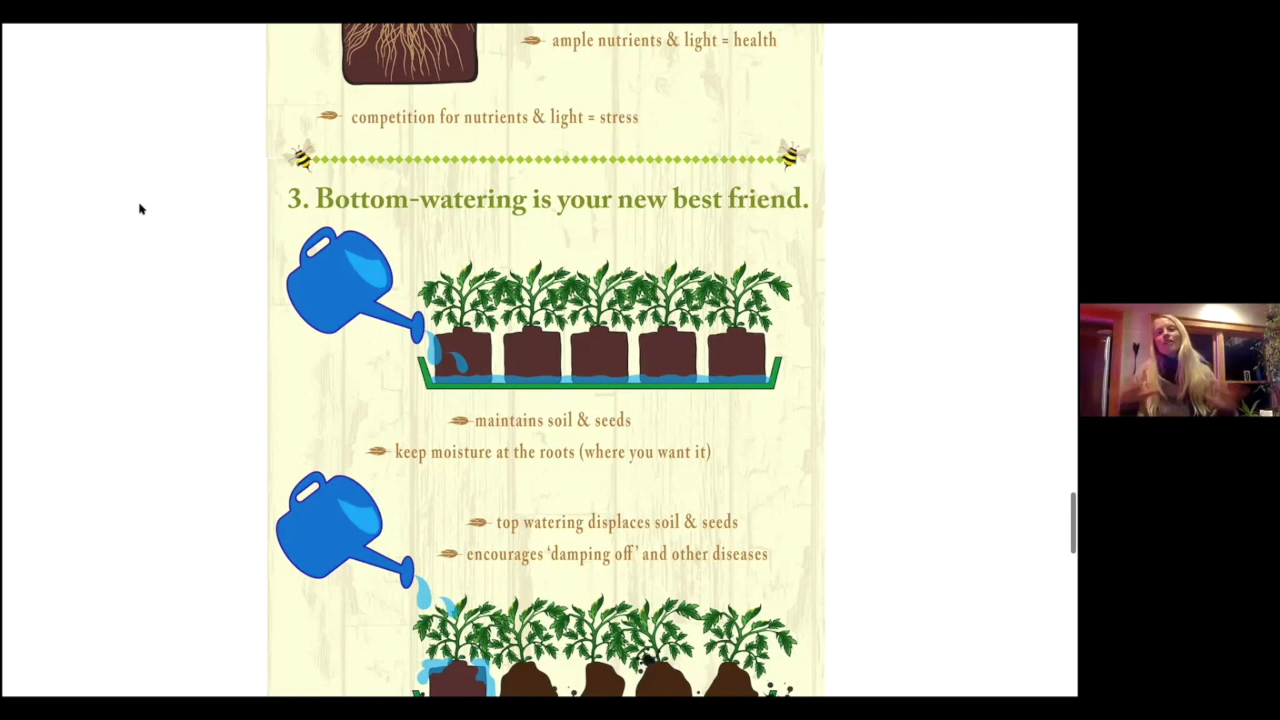 ample nutrients & light = health
competition for nutrients & light = stress
3. Bottom-watering is your new best friend.
maintains soil & seeds
keep moisture at the roots (where you want it)
top watering displaces soil & seeds
encourages ‘damping off’ and other diseases